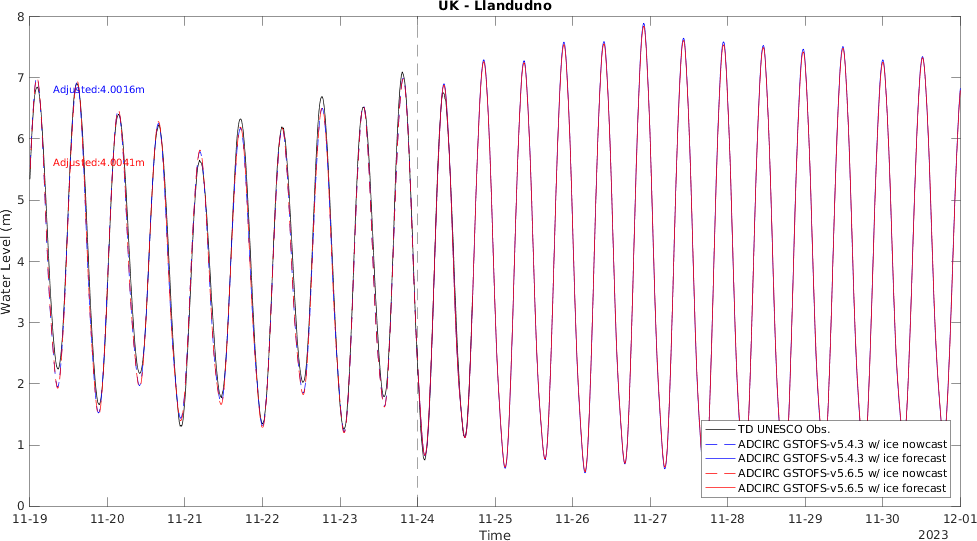 UK - Llandudno
8
7
6
5
4
3
2
1
0
Water Level (m)
Adjusted:4.0016m
Adjusted:4.0041m
TD UNESCO Obs.
ADCIRC GSTOFS-v5.4.3 w/ ice nowcast
ADCIRC GSTOFS-v5.4.3 w/ ice forecast
ADCIRC GSTOFS-v5.6.5 w/ ice nowcast
ADCIRC GSTOFS-v5.6.5 w/ ice forecast
11-19 11-20 11-21 11-22 11-23 11-24 11-25 11-26 11-27 11-28 11-29 11-30 12-01
Time
2023